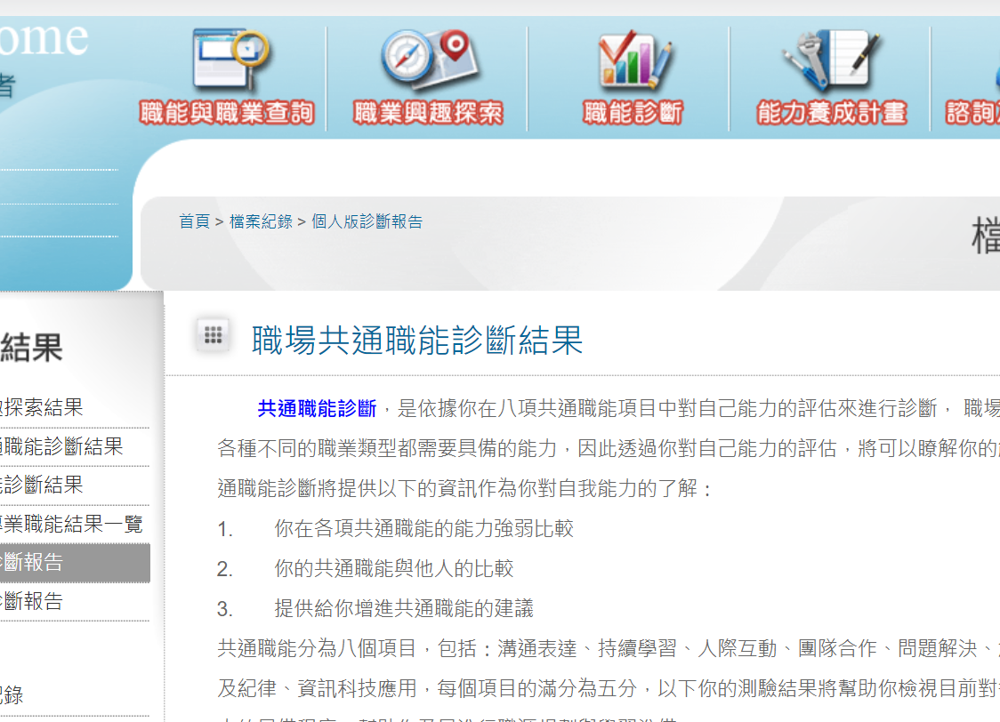 ome
者
職能與職業查詢
職業興趣探索
職能診斷
能力養成計畫
諮詢
首頁 > 檔案紀錄 > 個人版診斷報告
檔
結果
探索結果
職能診斷結果
診斷結果
業職能結果一覽
斷報告
斷報告
錄
職場共通職能診斷結果
共通職能診斷，是依據你在八項共通職能項目中對自己能力的評估來進行診斷， 職場
各種不同的職業類型都需要具備的能力，因此透過你對自己能力的評估，將可以瞭解你的
通職能診斷將提供以下的資訊作為你對自我能力的了解：
1. 你在各項共通職能的能力強弱比較
2. 你的共通職能與他人的比較
3. 提供給你增進共通職能的建議
共通職能分為八個項目，包括：溝通表達、持續學習、人際互動、團隊合作、問題解決、
及紀律、資訊科技應用，每個項目的滿分為五分，以下你的測驗結果將幫助你檢視目前對